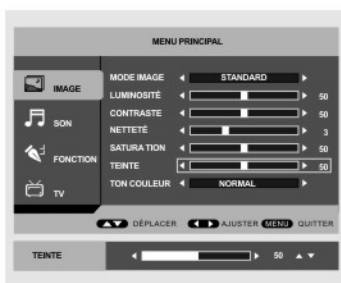 MENU PRINCIPAL
IMAGE
SON
FONCTION
TV
MODE IMAGE STANDARD
LUMINOSITÉ 50
CONTRASTE 50
NETTETÉ 3
SATURA TION 50
TEINTE 50
TON COULEUR NORMAL
DÉPLACER AJUSTER MENU QUITTER
TEINTE 50